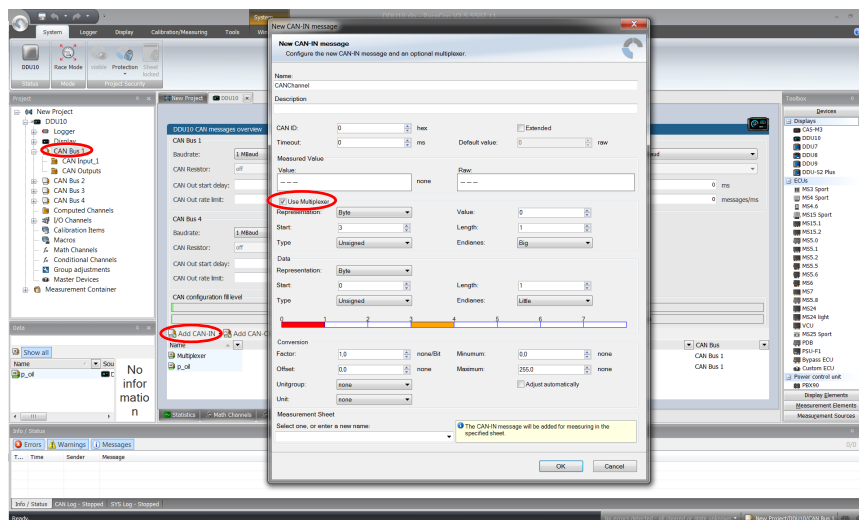 System
System Logger Display Calibration/Measuring Tools
DDU10 Race Mode visible Protection Sheet locked
Status Mode Project Security
Project
New Project
DDU10
Logger
Display
CAN Bus 1
CAN Input_1
CAN Outputs
CAN Bus 2
CAN Bus 3
CAN Bus 4
Computed Channels
I/O Channels
Calibration Items
Macros
Math Channels
Conditional Channels
Group adjustments
Master Devices
Measurement Container
Data
Show all
Name Sou
p_oil
No
infor
matio
n
New Project DDU10
DDU10 CAN messages overview
CAN Bus 1
Baudrate: 1 MBaud
CAN Resistor: off
CAN Out start delay: 0 ms
CAN Out rate limit: 0 messages/ms
CAN Bus 4
Baudrate: 1 MBaud
CAN Resistor: off
CAN Out start delay:
CAN Out rate limit:
CAN configuration fill level
Add CAN-IN
Name CAN Bus
Multiplexer CAN Bus 1
p_oil CAN Bus 1
Statistics Math Channels
New CAN-IN message
New CAN-IN message
Configure the new CAN-IN message and an optional multiplexer.
Name:
CANChannel
Description
CAN ID: 0 hex Extended
Timeout: 0 ms Default value: 0 raw
Measured Value
Value: Raw:
--- none ---
Use Multiplexer
Representation: Byte Value: 0
Start: 3 Length: 1
Type Unsigned Endianes: Big
Data
Representation: Byte
Start: 0 Length: 1
Type Unsigned Endianes: Little
0 1 2 3 4 5 6 7
Conversion
Factor: 1,0 none/Bit Minumum: 0,0 none
Offset: 0,0 none Maximum: 255,0 none
Unitgroup: none Adjust automatically
Unit: none
Measurement Sheet
Select one, or enter a new name:
The CAN-IN message will be added for measuring in the
specified sheet.
OK Cancel
Toolbox
Devices
Displays
CAS-M3
DDU10
DDU7
DDU8
DDU9
DDU-S2 Plus
ECUs
MS3 Sport
MS4 Sport
MS4.6
MS15 Sport
MS15.1
MS15.2
MS5.0
MS5.1
MS5.2
MS5.5
MS5.6
MS6
MS7
MS5.8
MS24
MS24 light
VCU
MS25 Sport
PDB
PSU-F1
Bypass ECU
Custom ECU
Power control unit
PBX90
Display Elements
Measurement Elements
Measurement Sources
Info / Status
Errors Warnings Messages 0/0
T... Time Sender Message
Info / Status CAN Log - Stopped SYS Log - Stopped
Ready New Project/DDU10/CAN Bus 1